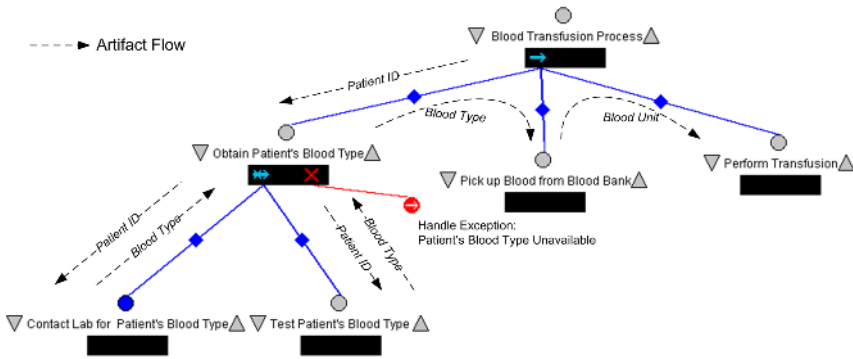 Artifact Flow
Blood Transfusion Process
Patient ID
Blood Type
Blood Unit
Obtain Patient's Blood Type
Pick up Blood from Blood Bank
Perform Transfusion
Patient ID
Blood Type
Patient ID
Blood Type
Handle Exception:
Patient's Blood Type Unavailable
Contact Lab for Patient's Blood Type
Test Patient's Blood Type